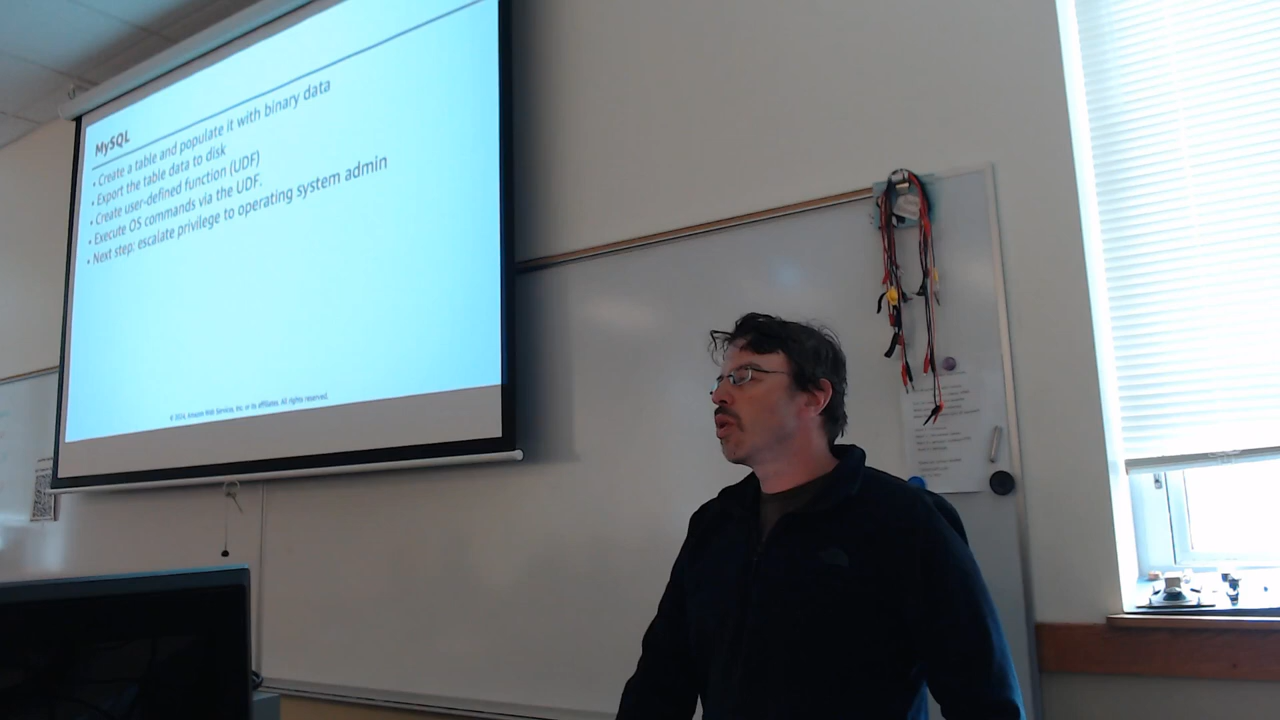 MySQL
• Create a table and populate it with binary data
• Export the table data to disk
• Create user-defined function (UDF)
• Execute OS commands via the UDF.
• Next step: escalate privilege to operating system admin
© 2024, Amazon Web Services, Inc. or its affiliates. All rights reserved.